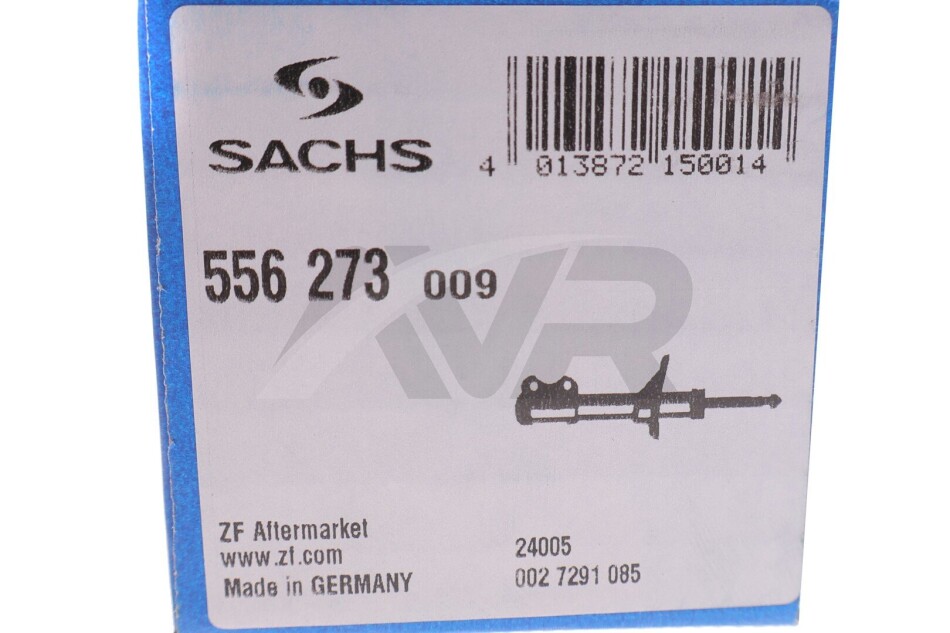 SACHS
4 013872 150014
556 273 009
AVR
ZF Aftermarket
www.zf.com
Made in GERMANY
24005
002 7291 085